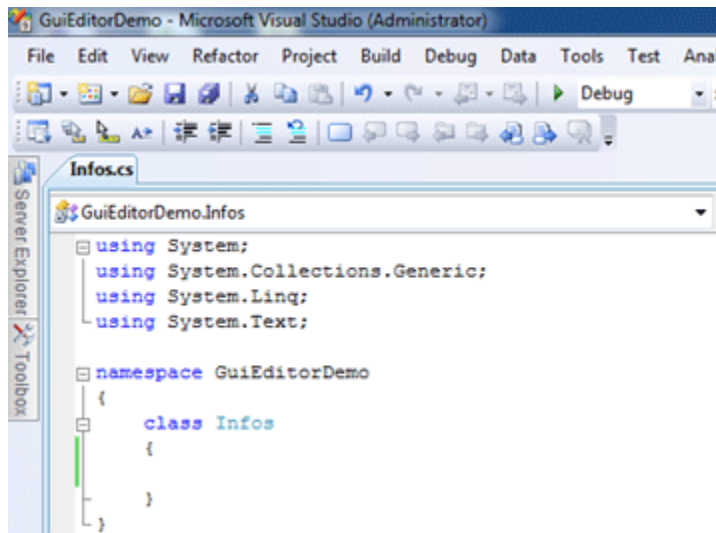 GuiEditorDemo - Microsoft Visual Studio (Administrator)
File Edit View Refactor Project Build Debug Data Tools Test Ana
Debug
Infos.cs
Server Explorer
Toolbox
GuiEditorDemo.Infos
using System;
using System.Collections.Generic;
using System.Linq;
using System.Text;
namespace GuiEditorDemo
{
class Infos
{
}
}